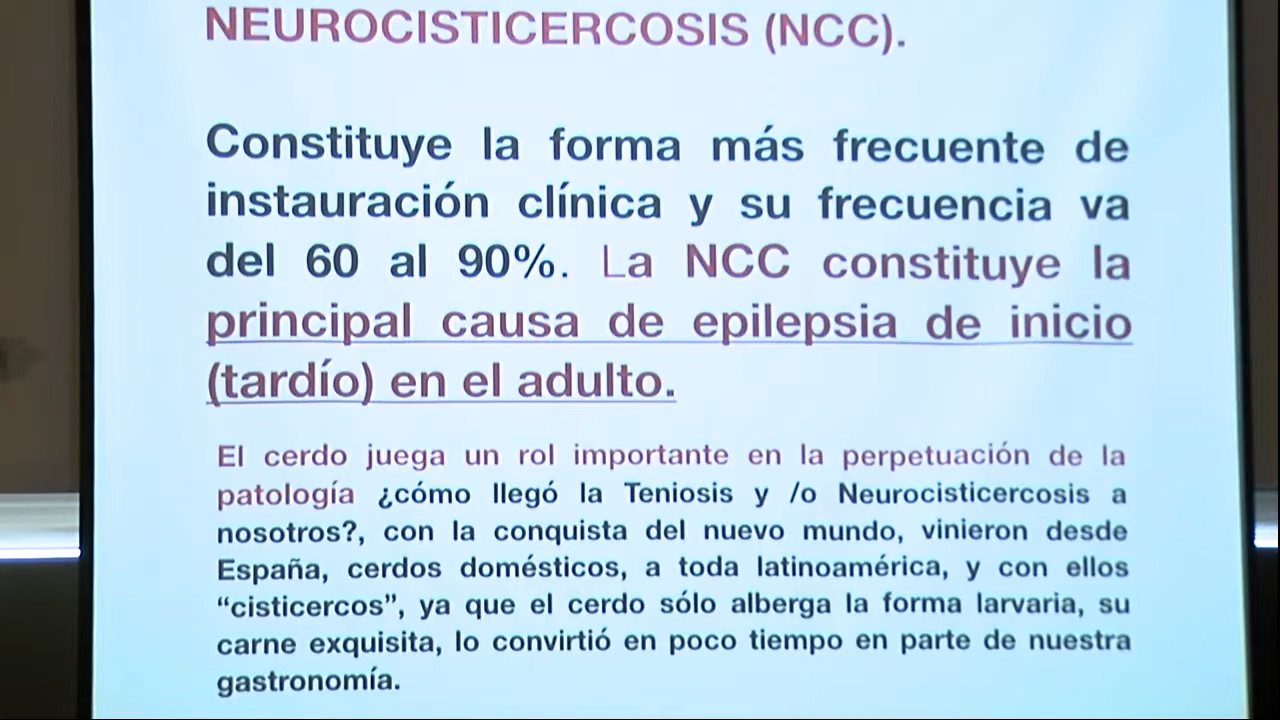 NEUROCISTICERCOSIS (NCC).
Constituye la forma más frecuente de
instauración clínica y su frecuencia va
del 60 al 90%. La NCC constituye la
principal causa de epilepsia de inicio
(tardío) en el adulto.
El cerdo juega un rol importante en la perpetuación de la
patología ¿cómo llegó la Teniosis y /o Neurocisticercosis a
nosotros?, con la conquista del nuevo mundo, vinieron desde
España, cerdos domésticos, a toda latinoamérica, y con ellos
“cisticercos”, ya que el cerdo sólo alberga la forma larvaria, su
carne exquisita, lo convirtió en poco tiempo en parte de nuestra
gastronomía.